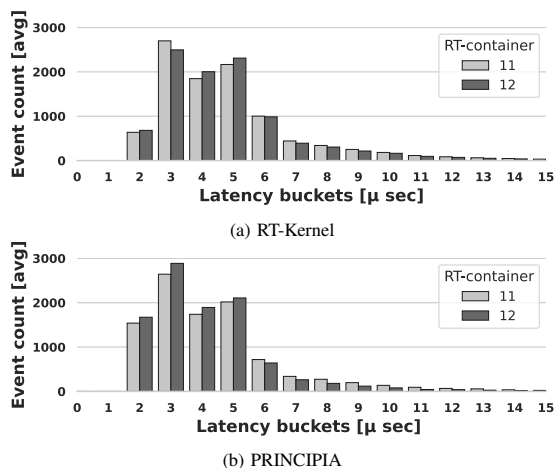 Event count [avg]
3000
2000
1000
0
RT-container
11
12
0 1 2 3 4 5 6 7 8 9 10 11 12 13 14 15
Latency buckets [μ sec]
(a) RT-Kernel
Event count [avg]
3000
2000
1000
0
RT-container
11
12
0 1 2 3 4 5 6 7 8 9 10 11 12 13 14 15
Latency buckets [μ sec]
(b) PRINCIPIA